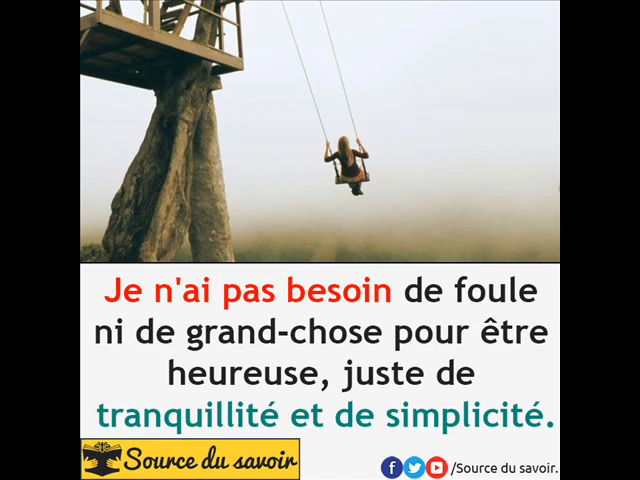 Je n'ai pas besoin de foule
ni de grand-chose pour être
heureuse, juste de
tranquillité et de simplicité.
Source du savoir
/Source du savoir.